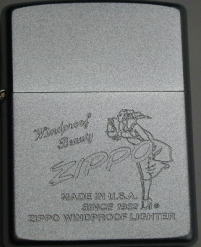 Windproof
Beauty
ZIPPO
MADE IN U.S.A.
SINCE 1932 ®
ZIPPO WINDPROOF LIGHTER